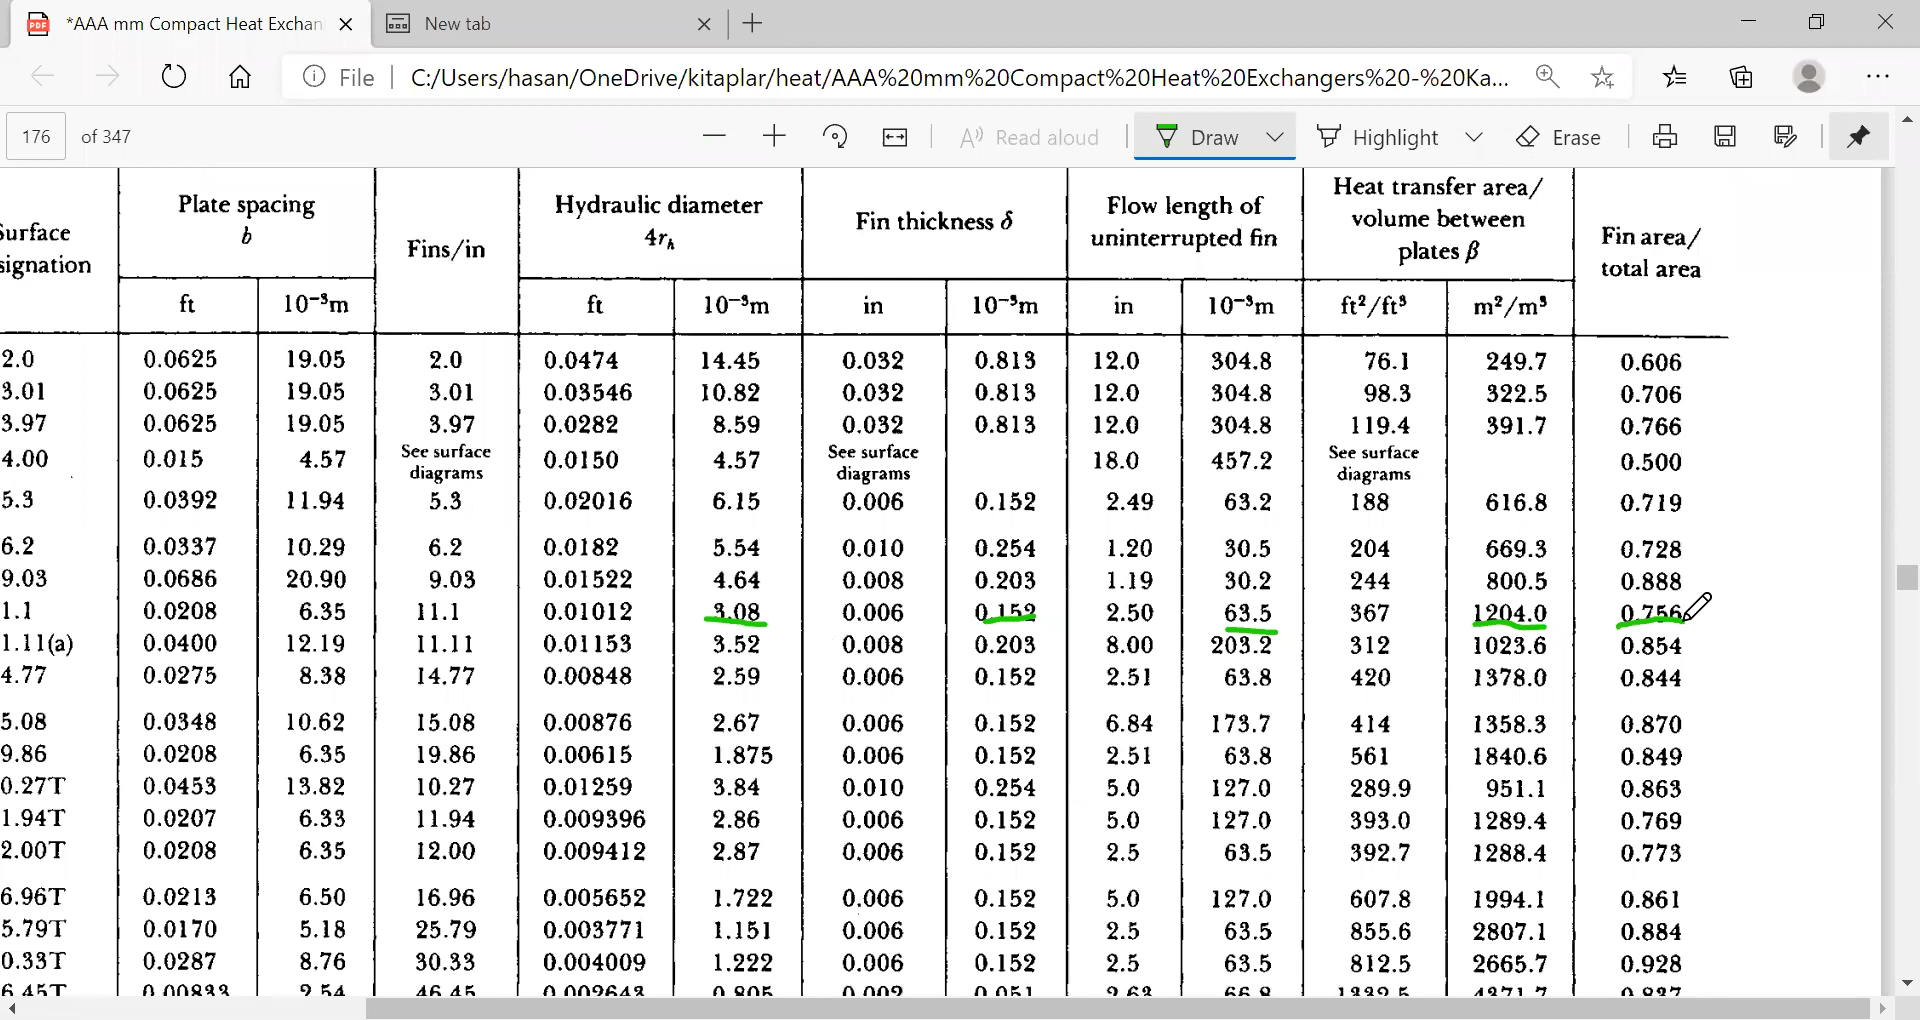 *AAA mm Compact Heat Exchan
New tab
File
C:/Users/hasan/OneDrive/kitaplar/heat/AAA%20mm%20Compact%20Heat%20Exchangers%20-%20Ka...
176 of 347
Read aloud
Draw
Highlight
Erase
Surface signation
Plate spacing b
Fins/in
Hydraulic diameter 4rₕ
Fin thickness δ
Flow length of uninterrupted fin
Heat transfer area/ volume between plates β
Fin area/ total area
ft 10⁻³m ft 10⁻³m in 10⁻³m in 10⁻³m ft²/ft³ m²/m³
2.0 0.0625 19.05 2.0 0.0474 14.45 0.032 0.813 12.0 304.8 76.1 249.7 0.606
3.01 0.0625 19.05 3.01 0.03546 10.82 0.032 0.813 12.0 304.8 98.3 322.5 0.706
3.97 0.0625 19.05 3.97 0.0282 8.59 0.032 0.813 12.0 304.8 119.4 391.7 0.766
4.00 0.015 4.57 See surface diagrams 0.0150 4.57 See surface diagrams 18.0 457.2 See surface diagrams 0.500
5.3 0.0392 11.94 5.3 0.02016 6.15 0.006 0.152 2.49 63.2 188 616.8 0.719
6.2 0.0337 10.29 6.2 0.0182 5.54 0.010 0.254 1.20 30.5 204 669.3 0.728
9.03 0.0686 20.90 9.03 0.01522 4.64 0.008 0.203 1.19 30.2 244 800.5 0.888
1.1 0.0208 6.35 11.1 0.01012 3.08 0.006 0.152 2.50 63.5 367 1204.0 0.756
1.11(a) 0.0400 12.19 11.11 0.01153 3.52 0.008 0.203 8.00 203.2 312 1023.6 0.854
4.77 0.0275 8.38 14.77 0.00848 2.59 0.006 0.152 2.51 63.8 420 1378.0 0.844
5.08 0.0348 10.62 15.08 0.00876 2.67 0.006 0.152 6.84 173.7 414 1358.3 0.870
9.86 0.0208 6.35 19.86 0.00615 1.875 0.006 0.152 2.51 63.8 561 1840.6 0.849
0.27T 0.0453 13.82 10.27 0.01259 3.84 0.010 0.254 5.0 127.0 289.9 951.1 0.863
1.94T 0.0207 6.33 11.94 0.009396 2.86 0.006 0.152 5.0 127.0 393.0 1289.4 0.769
2.00T 0.0208 6.35 12.00 0.009412 2.87 0.006 0.152 2.5 63.5 392.7 1288.4 0.773
6.96T 0.0213 6.50 16.96 0.005652 1.722 0.006 0.152 5.0 127.0 607.8 1994.1 0.861
5.79T 0.0170 5.18 25.79 0.003771 1.151 0.006 0.152 2.5 63.5 855.6 2807.1 0.884
0.33T 0.0287 8.76 30.33 0.004009 1.222 0.006 0.152 2.5 63.5 812.5 2665.7 0.928
6.45T 0.00833 2.54 46.45 0.002643 0.805 0.002 0.051 2.63 66.8 1332.5 4371.7 0.837